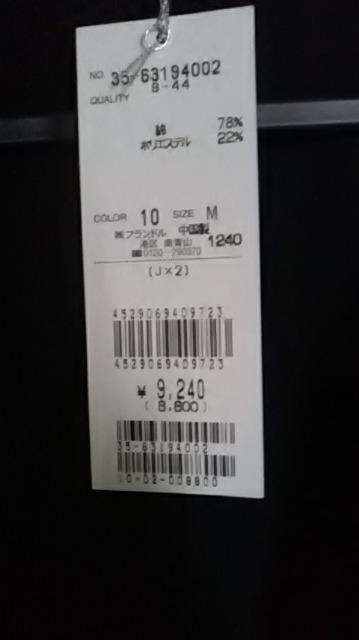 NO. 35-63194002
B-44
QUALITY
綿 78%
ポリエステル 22%
COLOR 10 SIZE M
㈱フランドル 中国製
港区 南青山 1240
☎0120-290370
(J×2)
4529069409723
4529069409723
¥ 9,240
(8,800)
35-63194002
10-02-008800